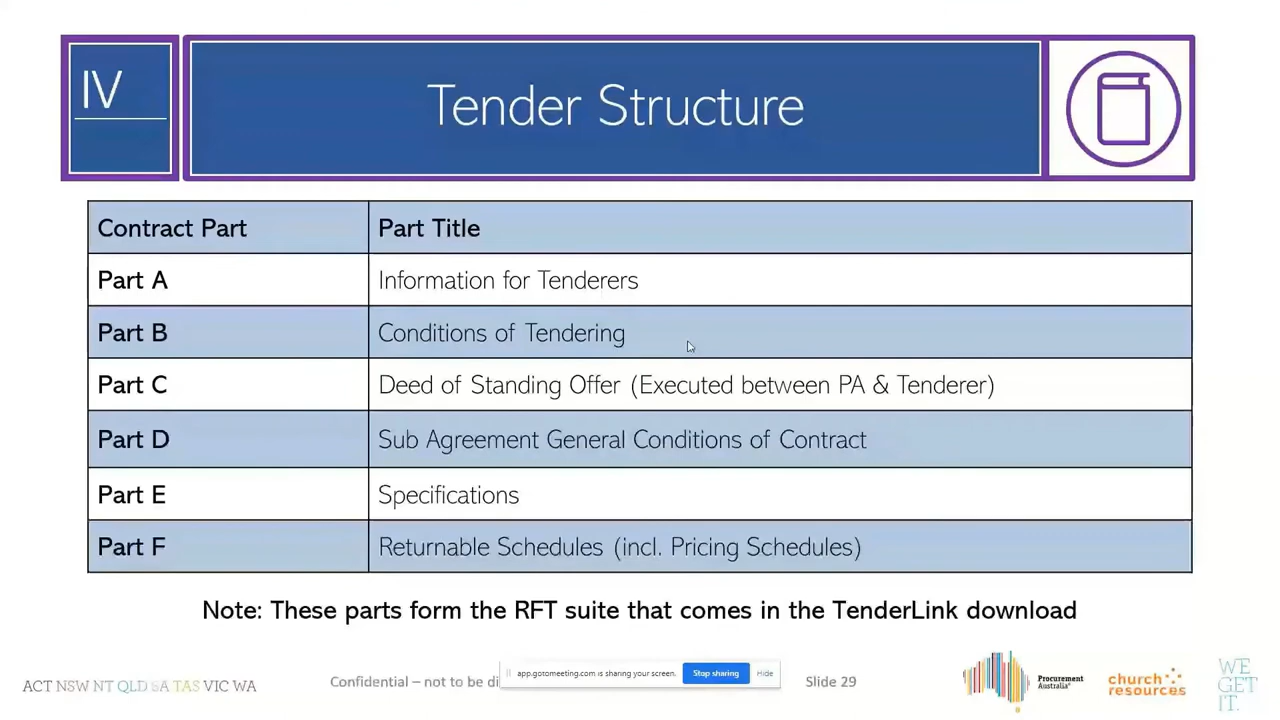 IV
Tender Structure
Contract Part Part Title
Part A Information for Tenderers
Part B Conditions of Tendering
Part C Deed of Standing Offer (Executed between PA & Tenderer)
Part D Sub Agreement General Conditions of Contract
Part E Specifications
Part F Returnable Schedules (incl. Pricing Schedules)
Note: These parts form the RFT suite that comes in the TenderLink download
ACT NSW NT QLD SA TAS VIC WA
Confidential – not to be di
app.gotomeeting.com is sharing your screen. Stop sharing Hide
Slide 29
Procurement
Australia®
church
resources
WE
GET
IT.